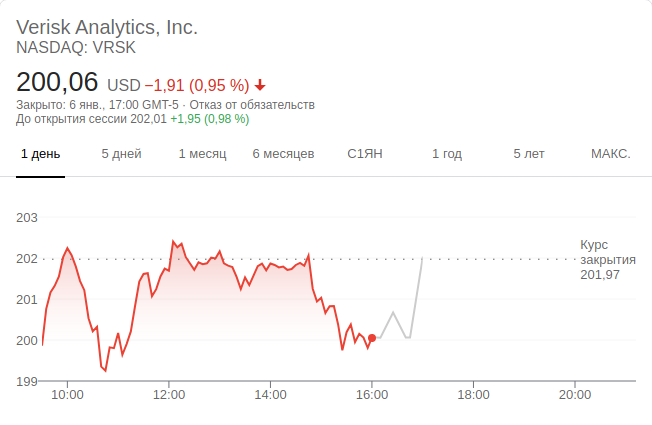 Verisk Analytics, Inc.
NASDAQ: VRSK
200,06 USD −1,91 (0,95 %)
Закрыто: 6 янв., 17:00 GMT-5 · Отказ от обязательств
До открытия сессии 202,01 +1,95 (0,98 %)
1 день 5 дней 1 месяц 6 месяцев С1ЯН 1 год 5 лет МАКС.
203
202
201
200
199
Курс
закрытия
201,97
10:00 12:00 14:00 16:00 18:00 20:00